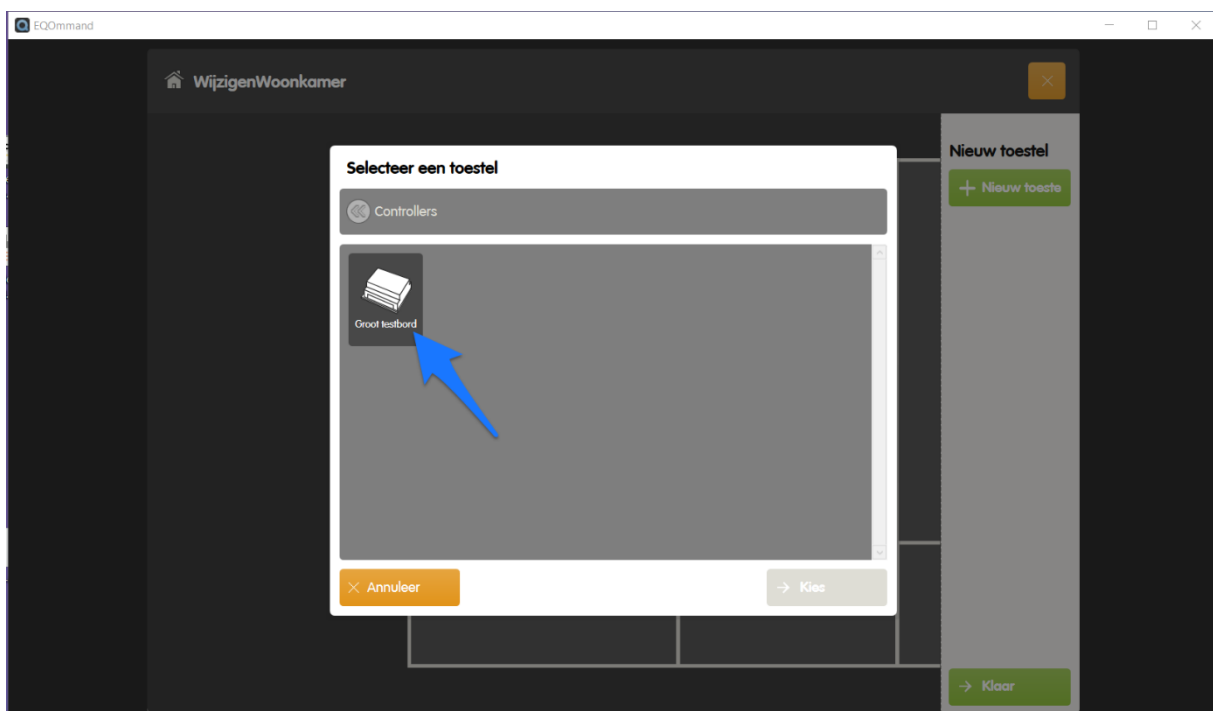 EQOmmand
WijzigenWoonkamer
Nieuw toestel
+ Nieuw toeste
Selecteer een toestel
Controllers
Groot testbord
Annuleer
Kies
Klaar